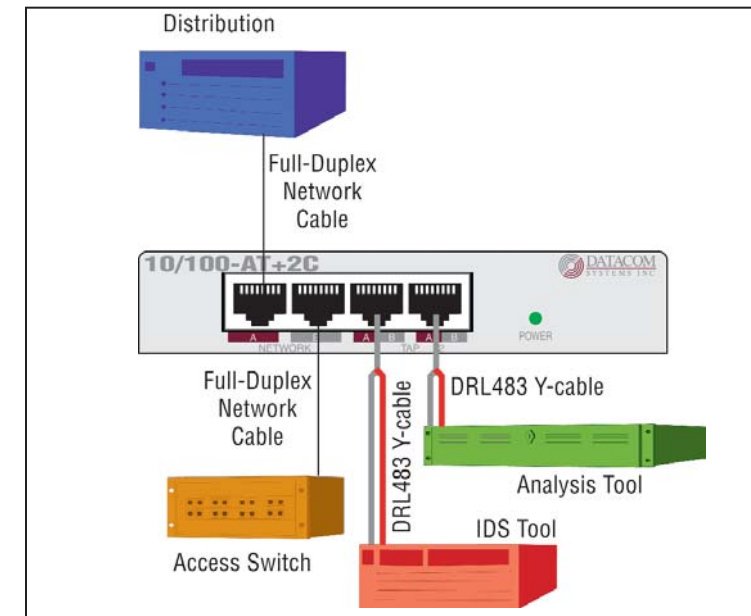 Distribution
Full-Duplex
Network
Cable
10/100-AT+2C
DATACOM
SYSTEMS INC
A
A B
A B
NETWORK
TAP
POWER
Full-Duplex
Network
Cable
DRL483 Y-cable
DRL483 Y-cable
Analysis Tool
IDS Tool
Access Switch